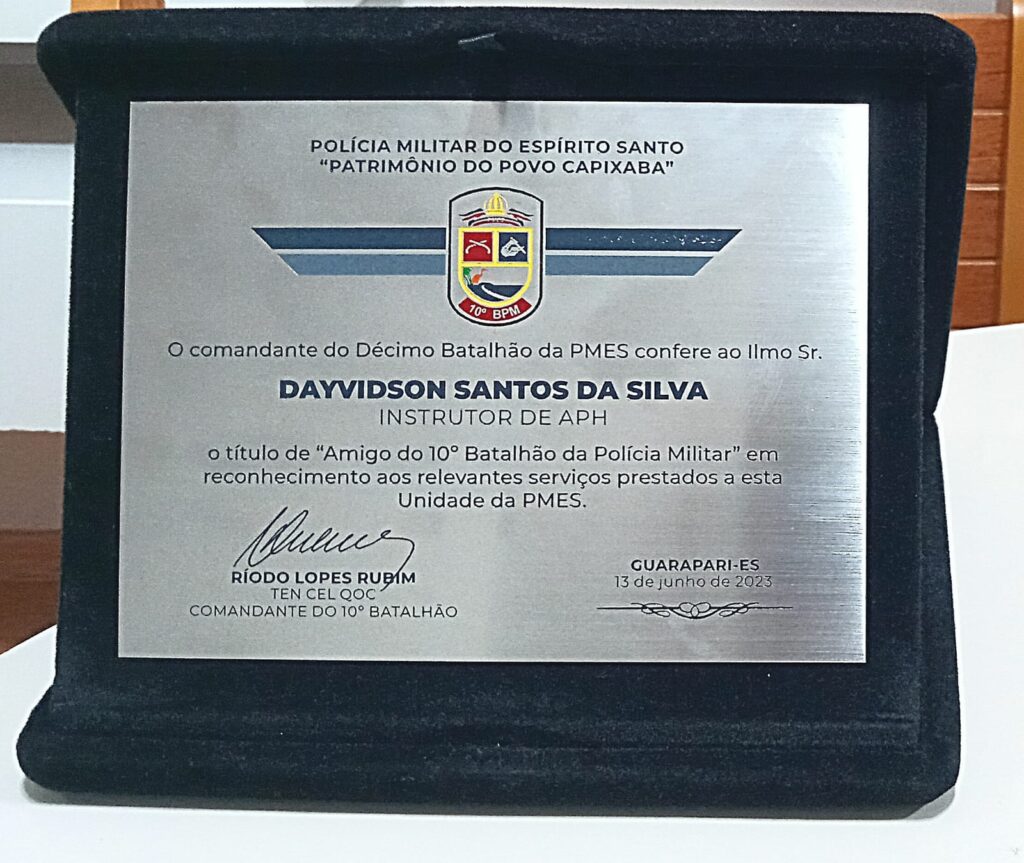 POLÍCIA MILITAR DO ESPÍRITO SANTO
“PATRIMÔNIO DO POVO CAPIXABA”
10º BPM
O comandante do Décimo Batalhão da PMES confere ao Ilmo Sr.
DAYVIDSON SANTOS DA SILVA
INSTRUTOR DE APH
o título de “Amigo do 10º Batalhão da Polícia Militar” em
reconhecimento aos relevantes serviços prestados a esta
Unidade da PMES.
RÍODO LOPES RUBIM
TEN CEL QOC
COMANDANTE DO 10º BATALHÃO
GUARAPARI-ES
13 de junho de 2023